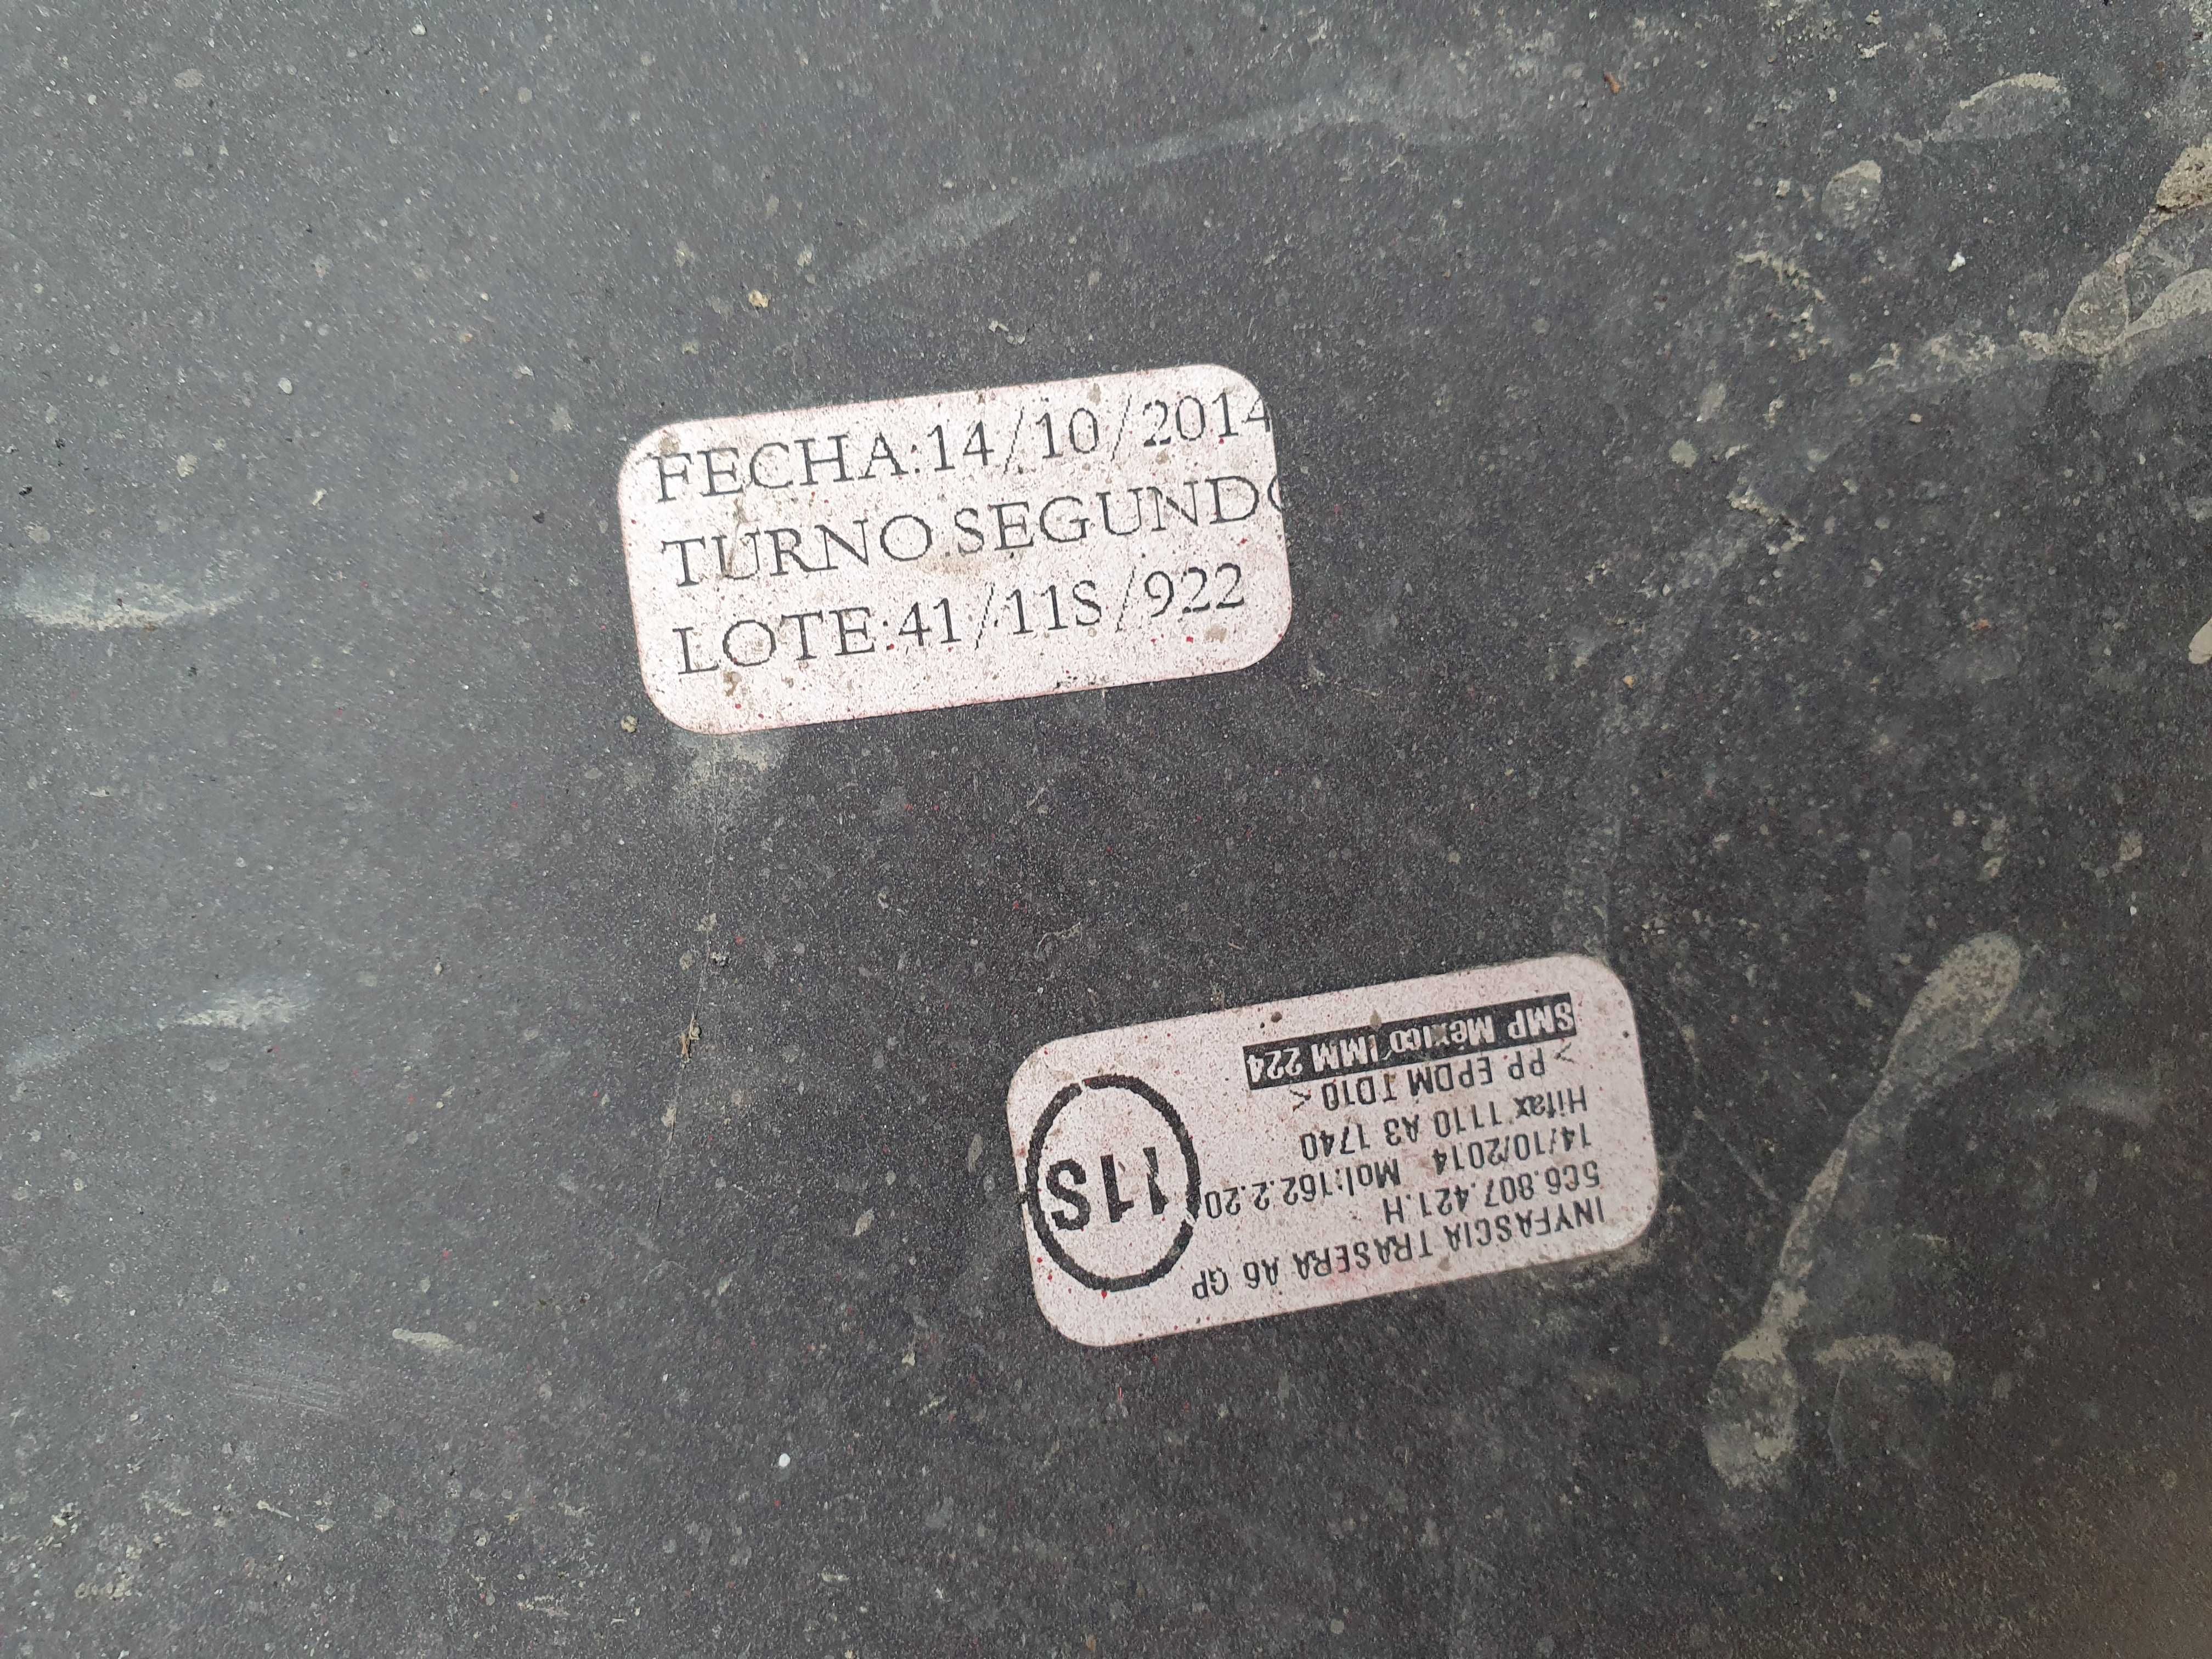 FECHA:14/10/2014
TURNO SEGUNDO
LOTE:41/11S/922
INYFASCIA TRASERA A6 GP
5C6.807.421.H
14/10/2014 Mol:162.2.20
Hifax 1110 A3 1740
> PP EPDM TD10 <
SMP Mexico IMM 224
11S